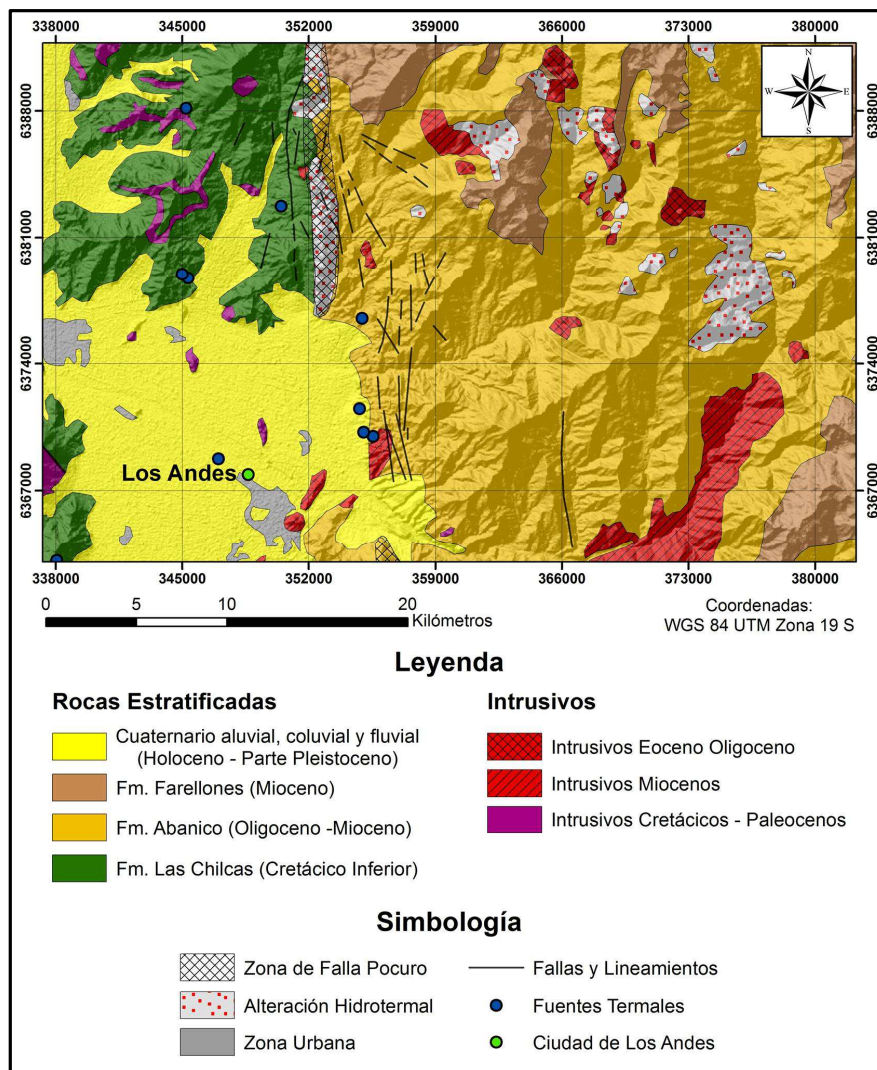 338000 345000 352000 359000 366000 373000 380000
N
W E
S
6388000 6388000
6381000 6381000
6374000 6374000
6367000 6367000
Los Andes
338000 345000 352000 359000 366000 373000 380000
0 5 10 20
Kilómetros
Coordenadas:
WGS 84 UTM Zona 19 S
Leyenda
Rocas Estratificadas
Cuaternario aluvial, coluvial y fluvial
(Holoceno - Parte Pleistoceno)
Fm. Farellones (Mioceno)
Fm. Abanico (Oligoceno -Mioceno)
Fm. Las Chilcas (Cretácico Inferior)
Intrusivos
Intrusivos Eoceno Oligoceno
Intrusivos Miocenos
Intrusivos Cretácicos - Paleocenos
Simbología
Zona de Falla Pocuro
Alteración Hidrotermal
Zona Urbana
Fallas y Lineamientos
Fuentes Termales
Ciudad de Los Andes